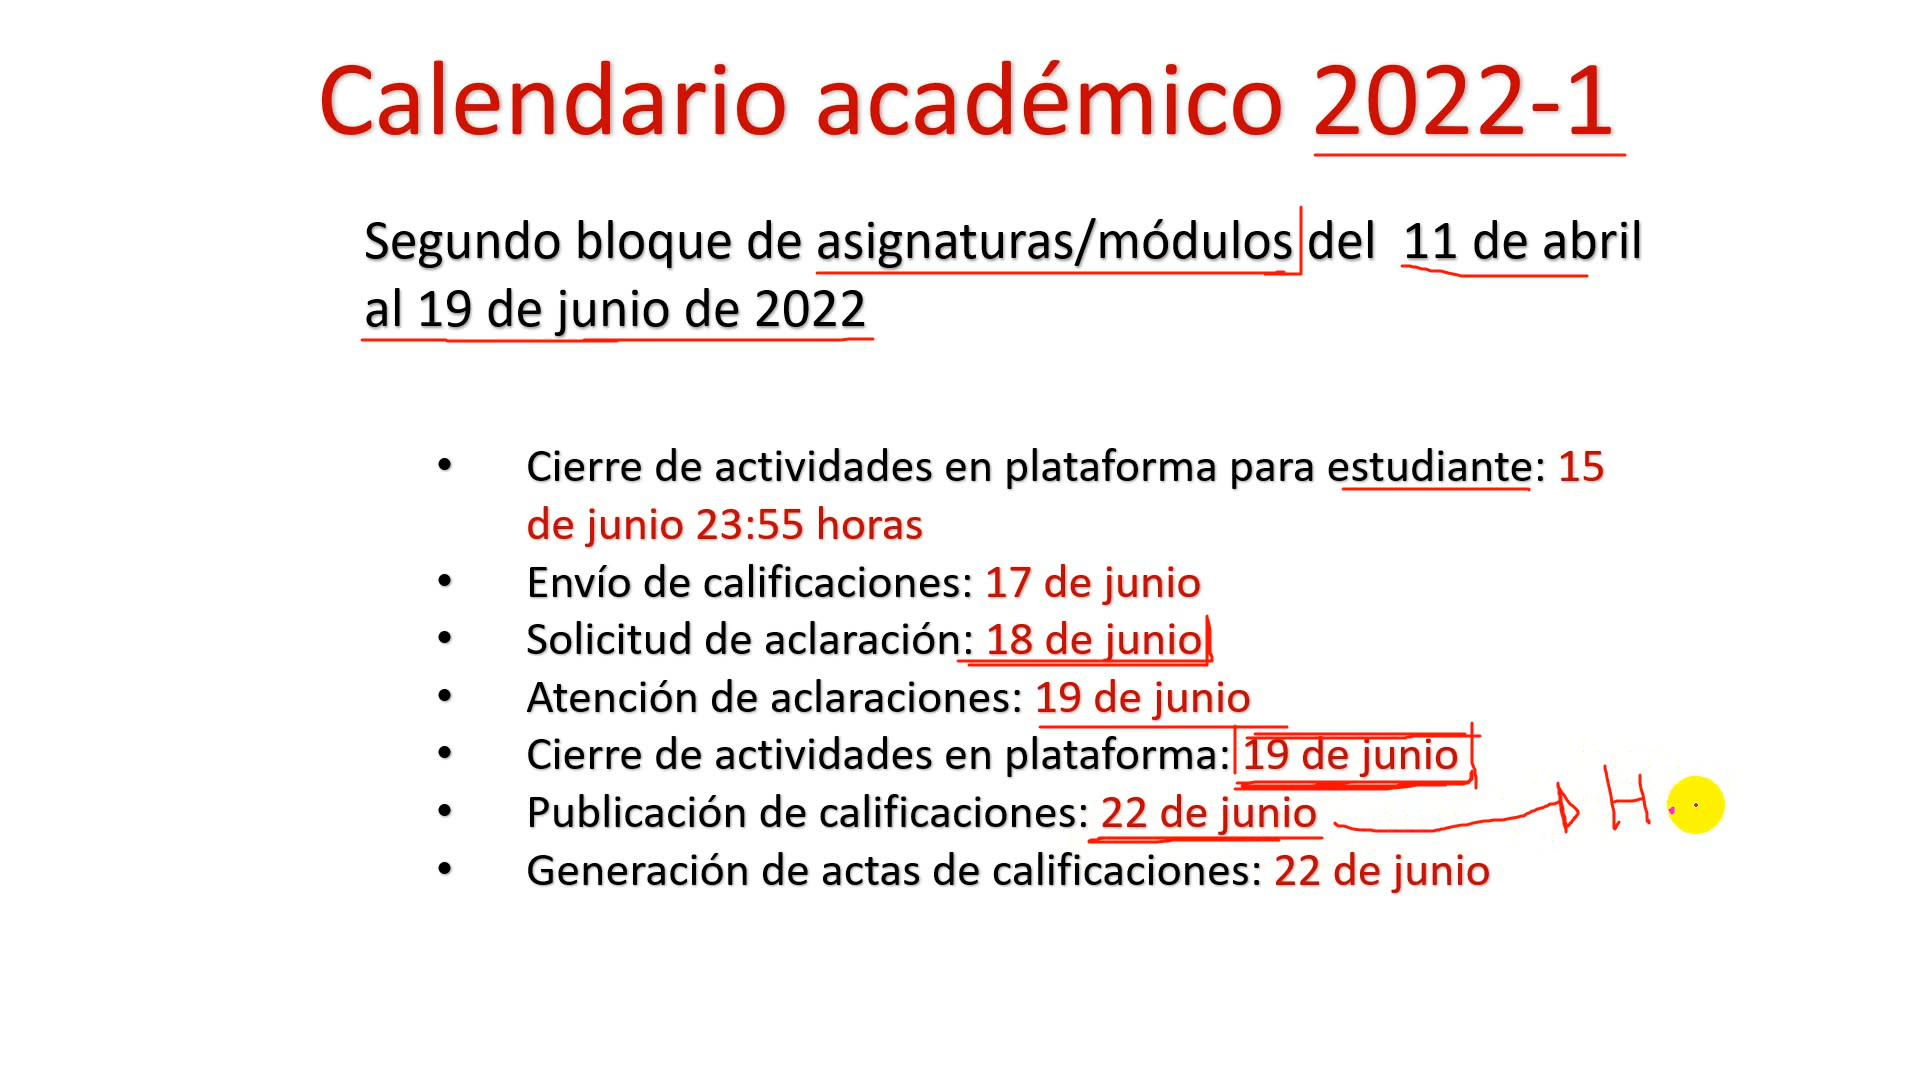 Calendario académico 2022-1
Segundo bloque de asignaturas/módulos del 11 de abril
al 19 de junio de 2022
• Cierre de actividades en plataforma para estudiante: 15
de junio 23:55 horas
• Envío de calificaciones: 17 de junio
• Solicitud de aclaración: 18 de junio
• Atención de aclaraciones: 19 de junio
• Cierre de actividades en plataforma: 19 de junio
• Publicación de calificaciones: 22 de junio H
• Generación de actas de calificaciones: 22 de junio